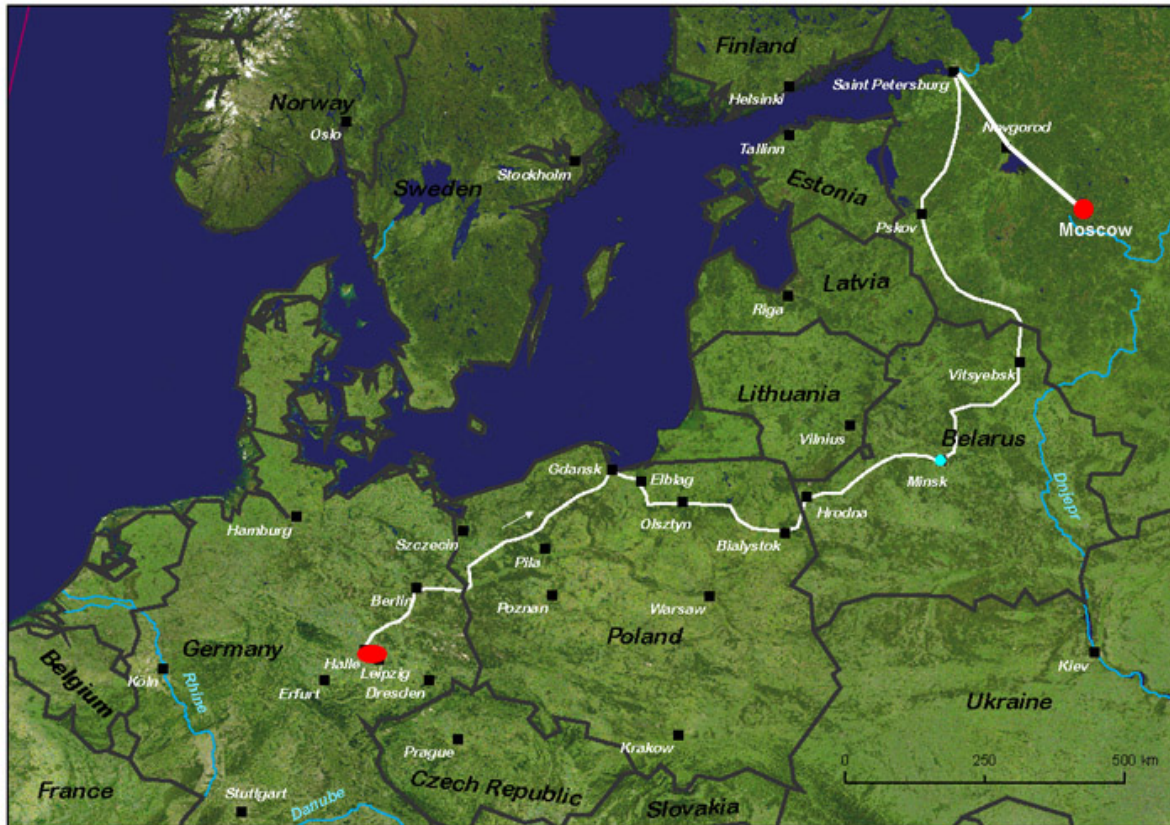 Finland
Saint Petersburg
Helsinki
Norway
Oslo
Novgorod
Tallinn
Stockholm
Sweden
Estonia
Pskov
Moscow
Latvia
Riga
Vitsyebsk
Lithuania
Vilnius
Belarus
Gdansk
Elblag
Minsk
Dnjepr
Hrodna
Olsztyn
Hamburg
Szczecin
Bialystok
Pila
Berlin
Poznan
Warsaw
Poland
Germany
Halle
Leipzig
Belgium
Köln
Rhine
Erfurt
Dresden
Kiev
Ukraine
Prague
Krakow
Czech Republic
0 250 500 km
France
Stuttgart
Danube
Slovakia